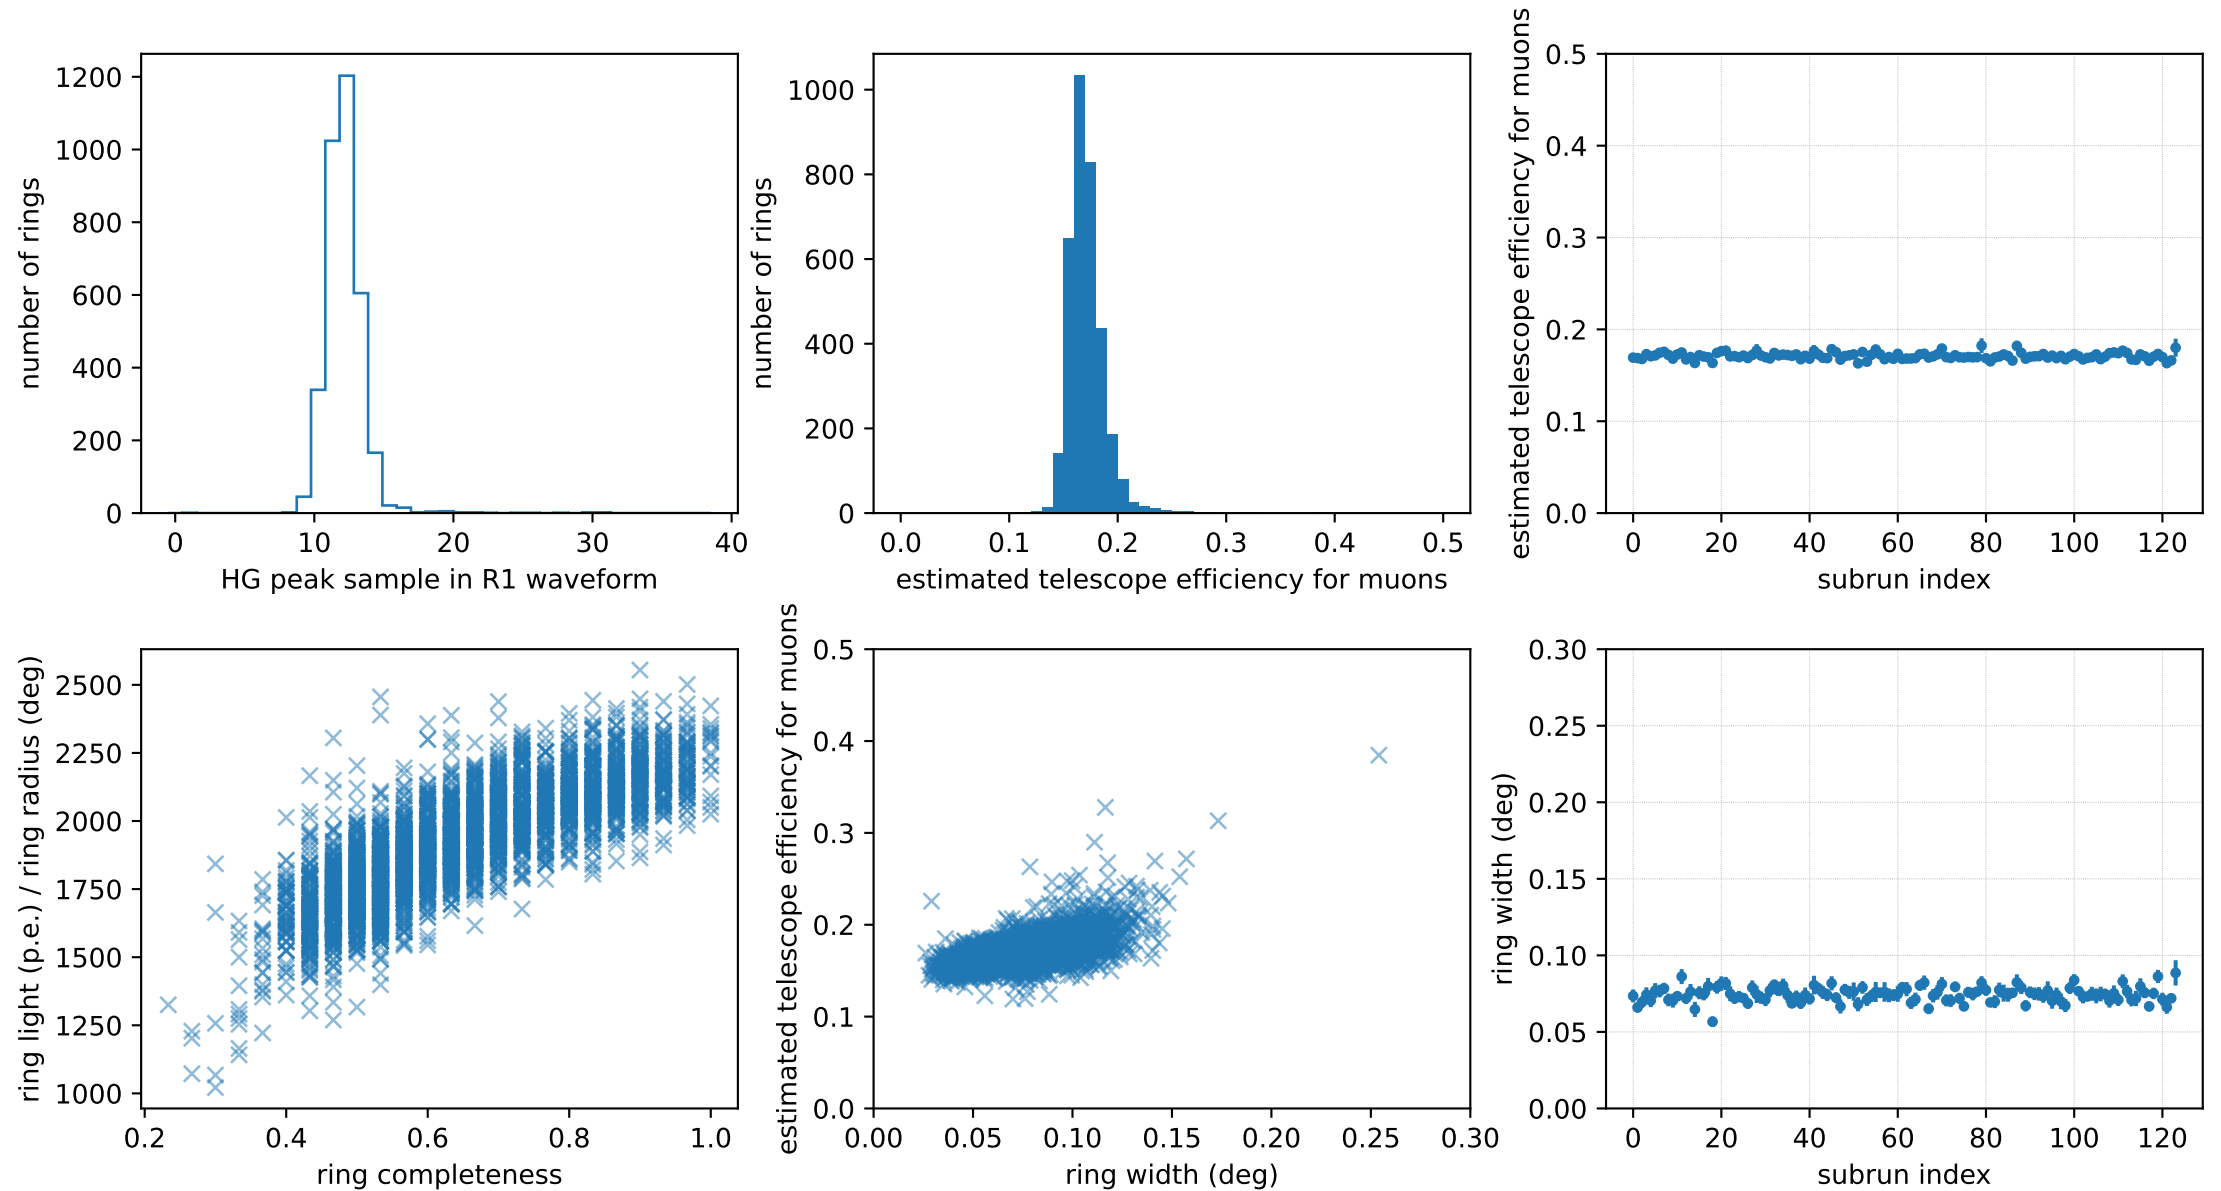 1200
1000
800
600
400
200
0
number of rings
0 10 20 30 40
HG peak sample in R1 waveform
1000
800
600
400
200
0
number of rings
0.0 0.1 0.2 0.3 0.4 0.5
estimated telescope efficiency for muons
0.5
0.4
0.3
0.2
0.1
0.0
estimated telescope efficiency for muons
0 20 40 60 80 100 120
subrun index
2500
2250
2000
1750
1500
1250
1000
ring light (p.e.) / ring radius (deg)
0.2 0.4 0.6 0.8 1.0
ring completeness
0.5
0.4
0.3
0.2
0.1
0.0
estimated telescope efficiency for muons
0.00 0.05 0.10 0.15 0.20 0.25 0.30
ring width (deg)
0.30
0.25
0.20
0.15
0.10
0.05
0.00
ring width (deg)
0 20 40 60 80 100 120
subrun index